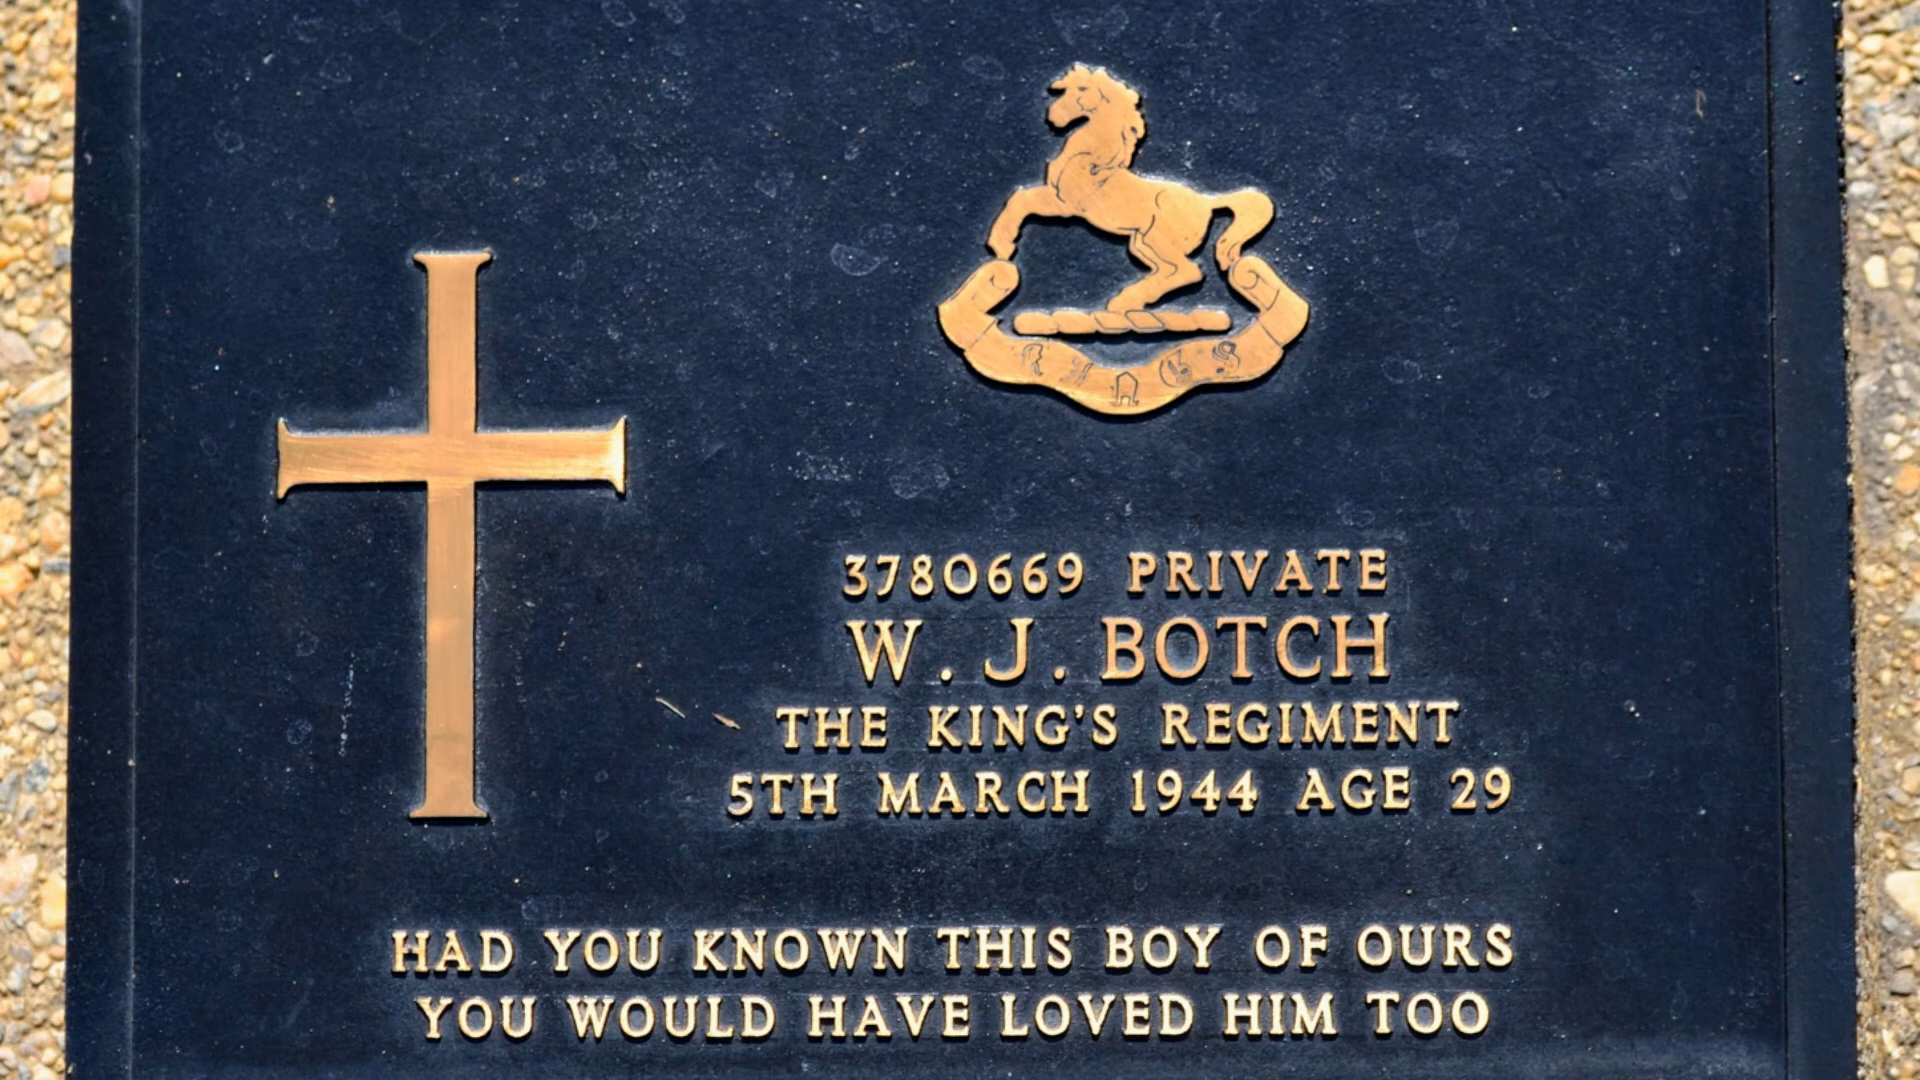 KINGS
3780669 PRIVATE
W. J. BOTCH
THE KING'S REGIMENT
5TH MARCH 1944 AGE 29
HAD YOU KNOWN THIS BOY OF OURS
YOU WOULD HAVE LOVED HIM TOO